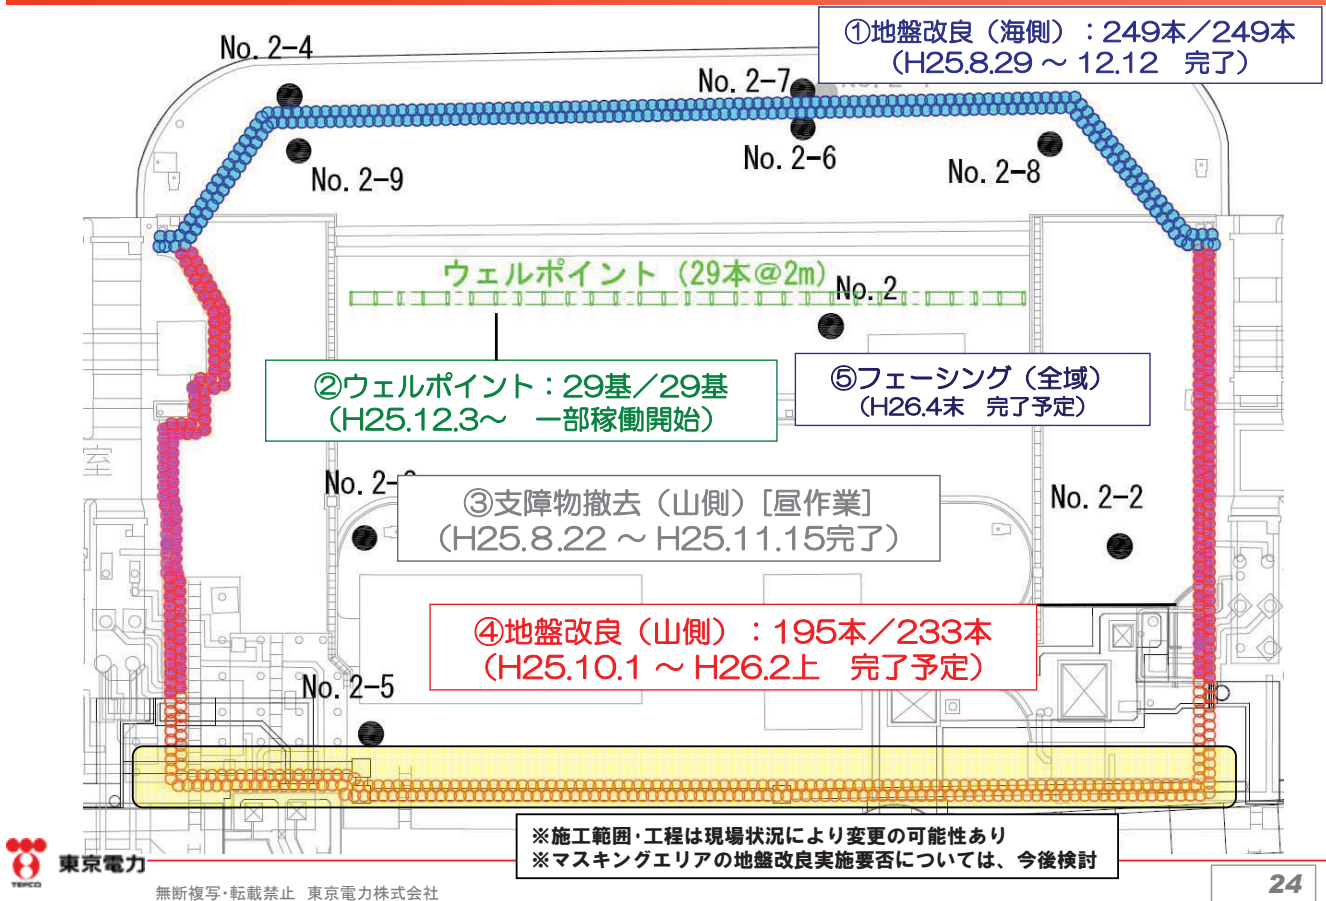 ①地盤改良（海側）：249本／249本
（H25.8.29 ～ 12.12　完了）
No. 2-4
No. 2-7
No. 2-6
No. 2-9
No. 2-8
ウェルポイント（29本@2m）
No. 2
②ウェルポイント：29基／29基
（H25.12.3～　一部稼働開始）
⑤フェーシング（全域）
（H26.4末　完了予定）
室
No. 2-
③支障物撤去（山側）[昼作業]
（H25.8.22 ～ H25.11.15完了）
No. 2-2
④地盤改良（山側）：195本／233本
（H25.10.1 ～ H26.2上　完了予定）
No. 2-5
※施工範囲･工程は現場状況により変更の可能性あり
※マスキングエリアの地盤改良実施要否については、今後検討
TEPCO
東京電力
無断複写･転載禁止　東京電力株式会社
24